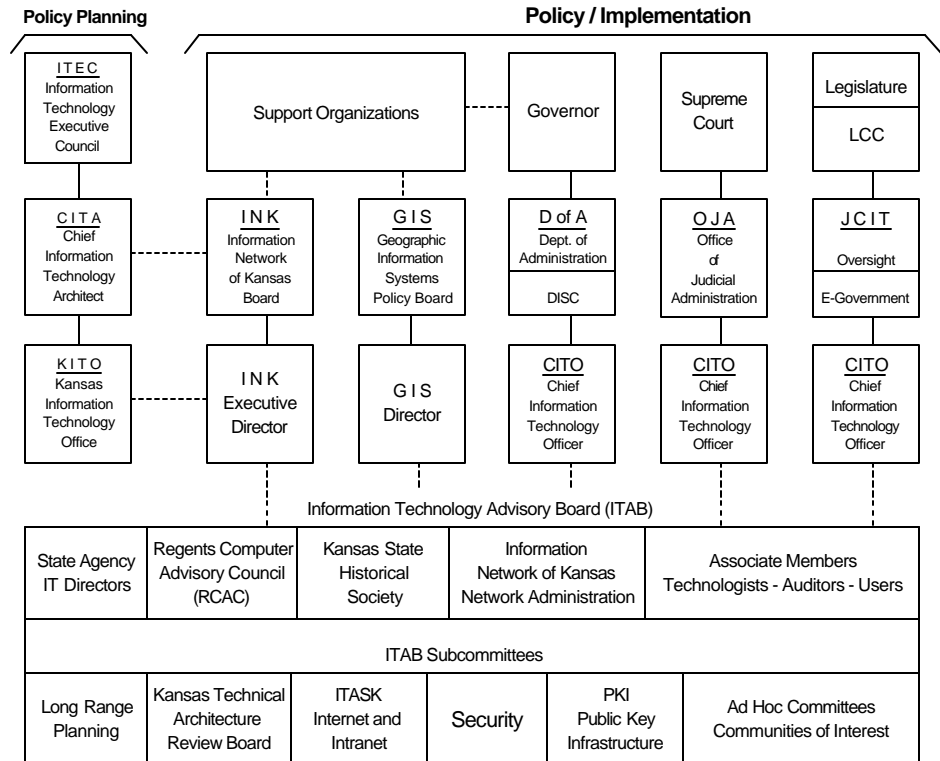 Policy Planning
Policy / Implementation
ITEC
Information
Technology
Executive
Council
Support Organizations
Governor
Supreme
Court
Legislature
LCC
CITA
Chief
Information
Technology
Architect
INK
Information
Network
of Kansas
Board
GIS
Geographic
Information
Systems
Policy Board
D of A
Dept. of
Administration
DISC
OJA
Office
of
Judicial
Administration
JCIT
Oversight
E-Government
KITO
Kansas
Information
Technology
Office
INK
Executive
Director
GIS
Director
CITO
Chief
Information
Technology
Officer
CITO
Chief
Information
Technology
Officer
CITO
Chief
Information
Technology
Officer
Information Technology Advisory Board (ITAB)
State Agency
IT Directors
Regents Computer
Advisory Council
(RCAC)
Kansas State
Historical
Society
Information
Network of Kansas
Network Administration
Associate Members
Technologists - Auditors - Users
ITAB Subcommittees
Long Range
Planning
Kansas Technical
Architecture
Review Board
ITASK
Internet and
Intranet
Security
PKI
Public Key
Infrastructure
Ad Hoc Committees
Communities of Interest